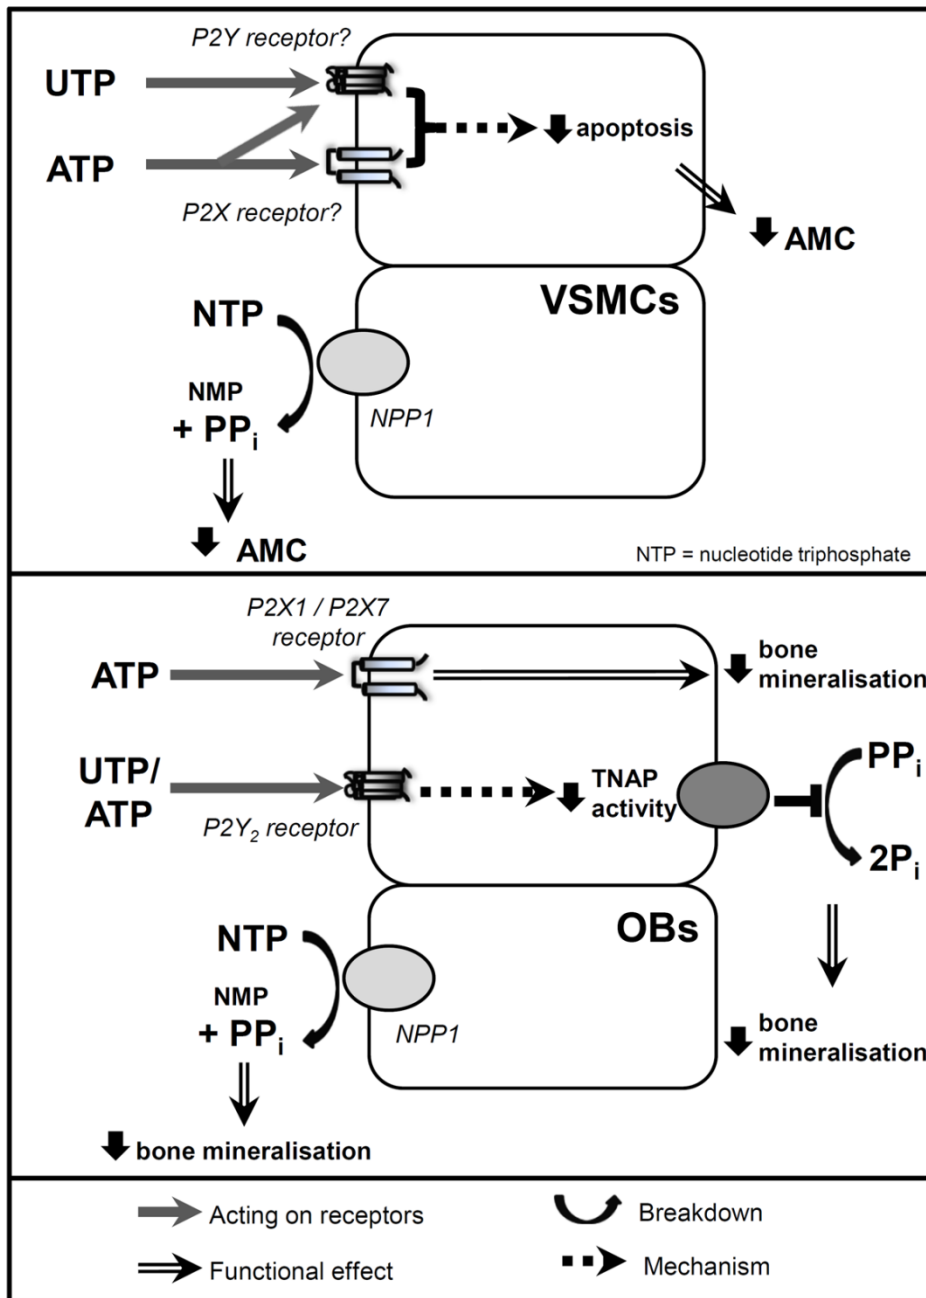 P2Y receptor?
UTP
ATP
P2X receptor?
apoptosis
AMC
VSMCs
NTP
NPP1
NMP
+ PPi
AMC
NTP = nucleotide triphosphate
P2X1 / P2X7
receptor
ATP
bone
mineralisation
UTP/
ATP
P2Y2 receptor
TNAP
activity
PPi
2Pi
OBs
NTP
NPP1
NMP
+ PPi
bone
mineralisation
bone mineralisation
Acting on receptors
Breakdown
Functional effect
Mechanism